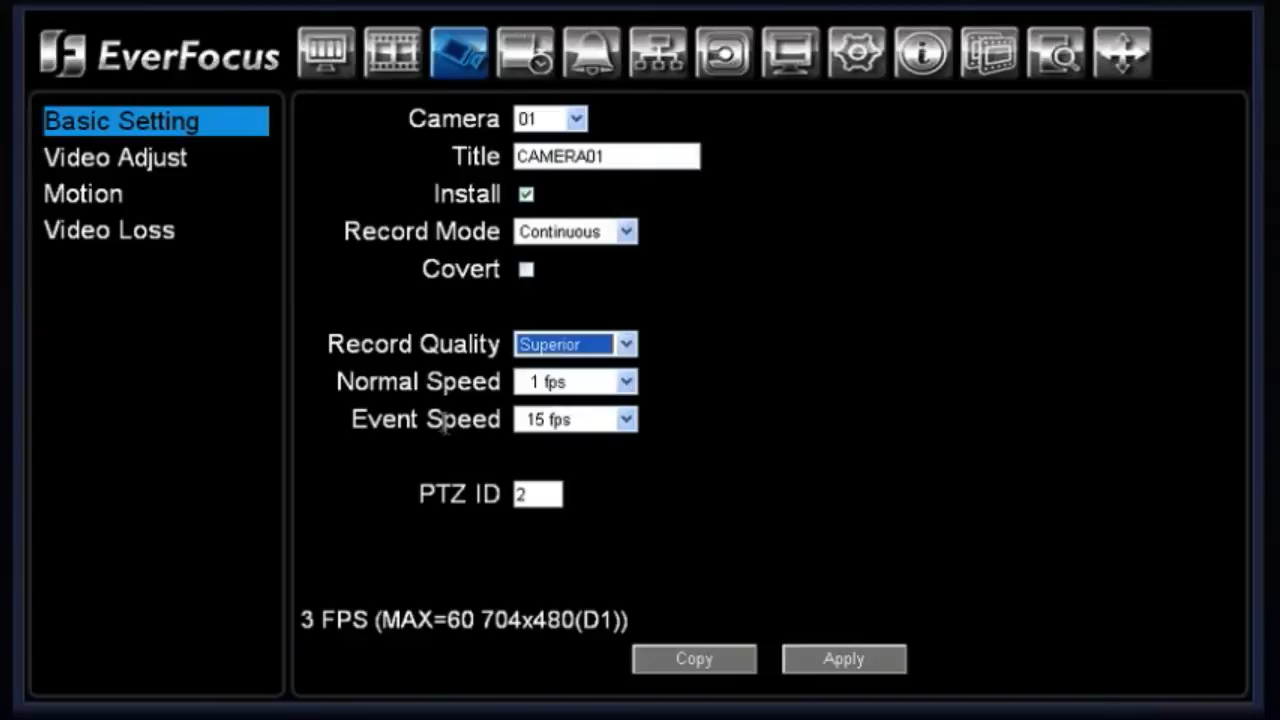 EverFocus
Basic Setting
Video Adjust
Motion
Video Loss
Camera 01
Title CAMERA01
Install
Record Mode Continuous
Covert
Record Quality Superior
Normal Speed 1 fps
Event Speed 15 fps
PTZ ID 2
3 FPS (MAX=60 704x480(D1))
Copy Apply